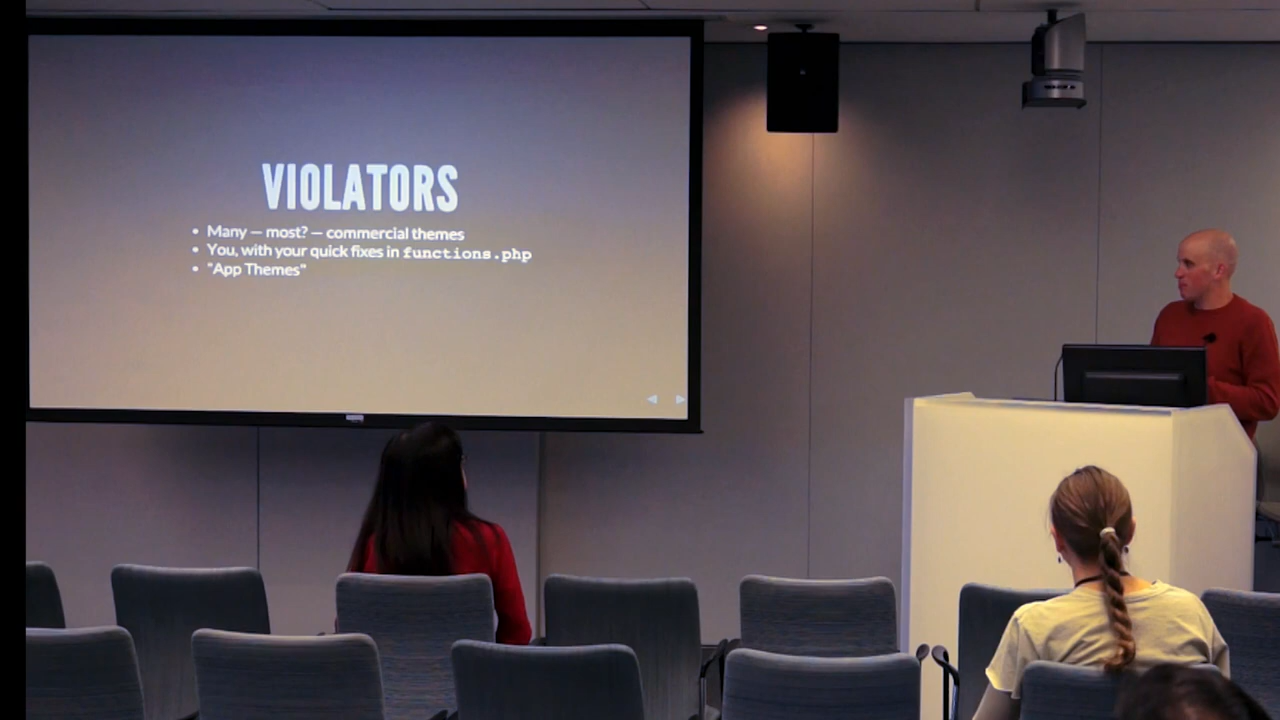 VIOLATORS
• Many — most? — commercial themes
• You, with your quick fixes in functions.php
• "App Themes"